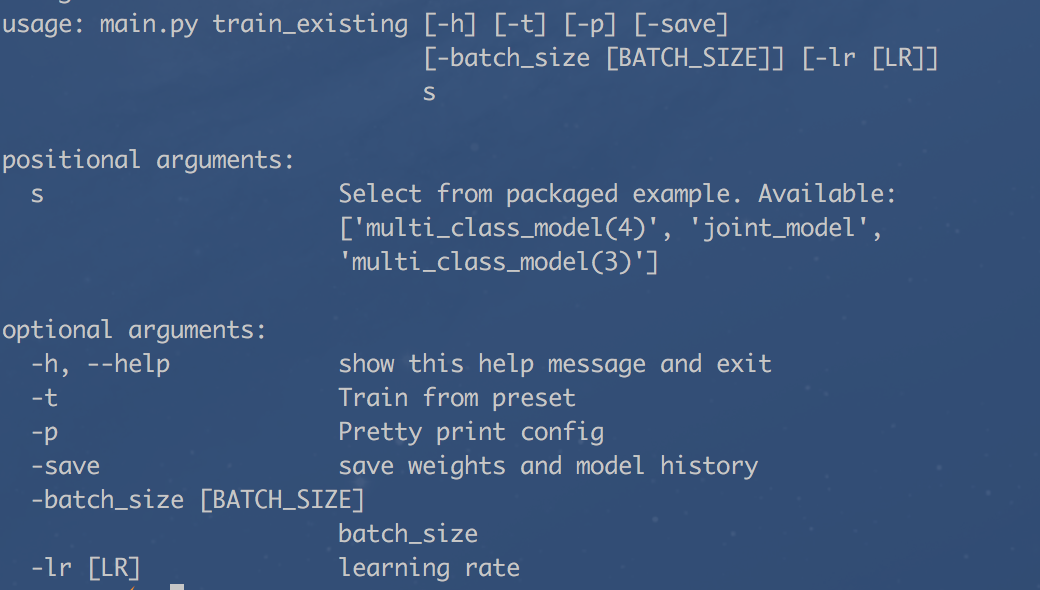 usage: main.py train_existing [-h] [-t] [-p] [-save]
[-batch_size [BATCH_SIZE]] [-lr [LR]]
s
positional arguments:
s Select from packaged example. Available:
['multi_class_model(4)', 'joint_model',
'multi_class_model(3)']
optional arguments:
-h, --help show this help message and exit
-t Train from preset
-p Pretty print config
-save save weights and model history
-batch_size [BATCH_SIZE]
batch_size
-lr [LR] learning rate